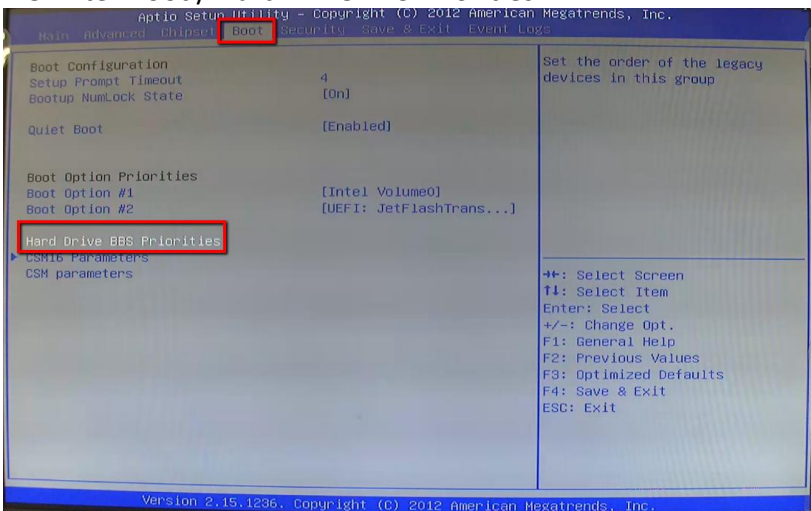 Aptio Setup Utility - Copyright (C) 2012 American Megatrends, Inc.
Main Advanced Chipset Boot Security Save & Exit Event Logs
Boot Configuration
Setup Prompt Timeout 4
Bootup NumLock State [On]
Quiet Boot [Enabled]
Boot Option Priorities
Boot Option #1 [Intel Volume0]
Boot Option #2 [UEFI: JetFlashTrans...]
Hard Drive BBS Priorities
CSM16 Parameters
CSM parameters
Set the order of the legacy
devices in this group
→←: Select Screen
↑↓: Select Item
Enter: Select
+/-: Change Opt.
F1: General Help
F2: Previous Values
F3: Optimized Defaults
F4: Save & Exit
ESC: Exit
Version 2.15.1236. Copyright (C) 2012 American Megatrends, Inc.